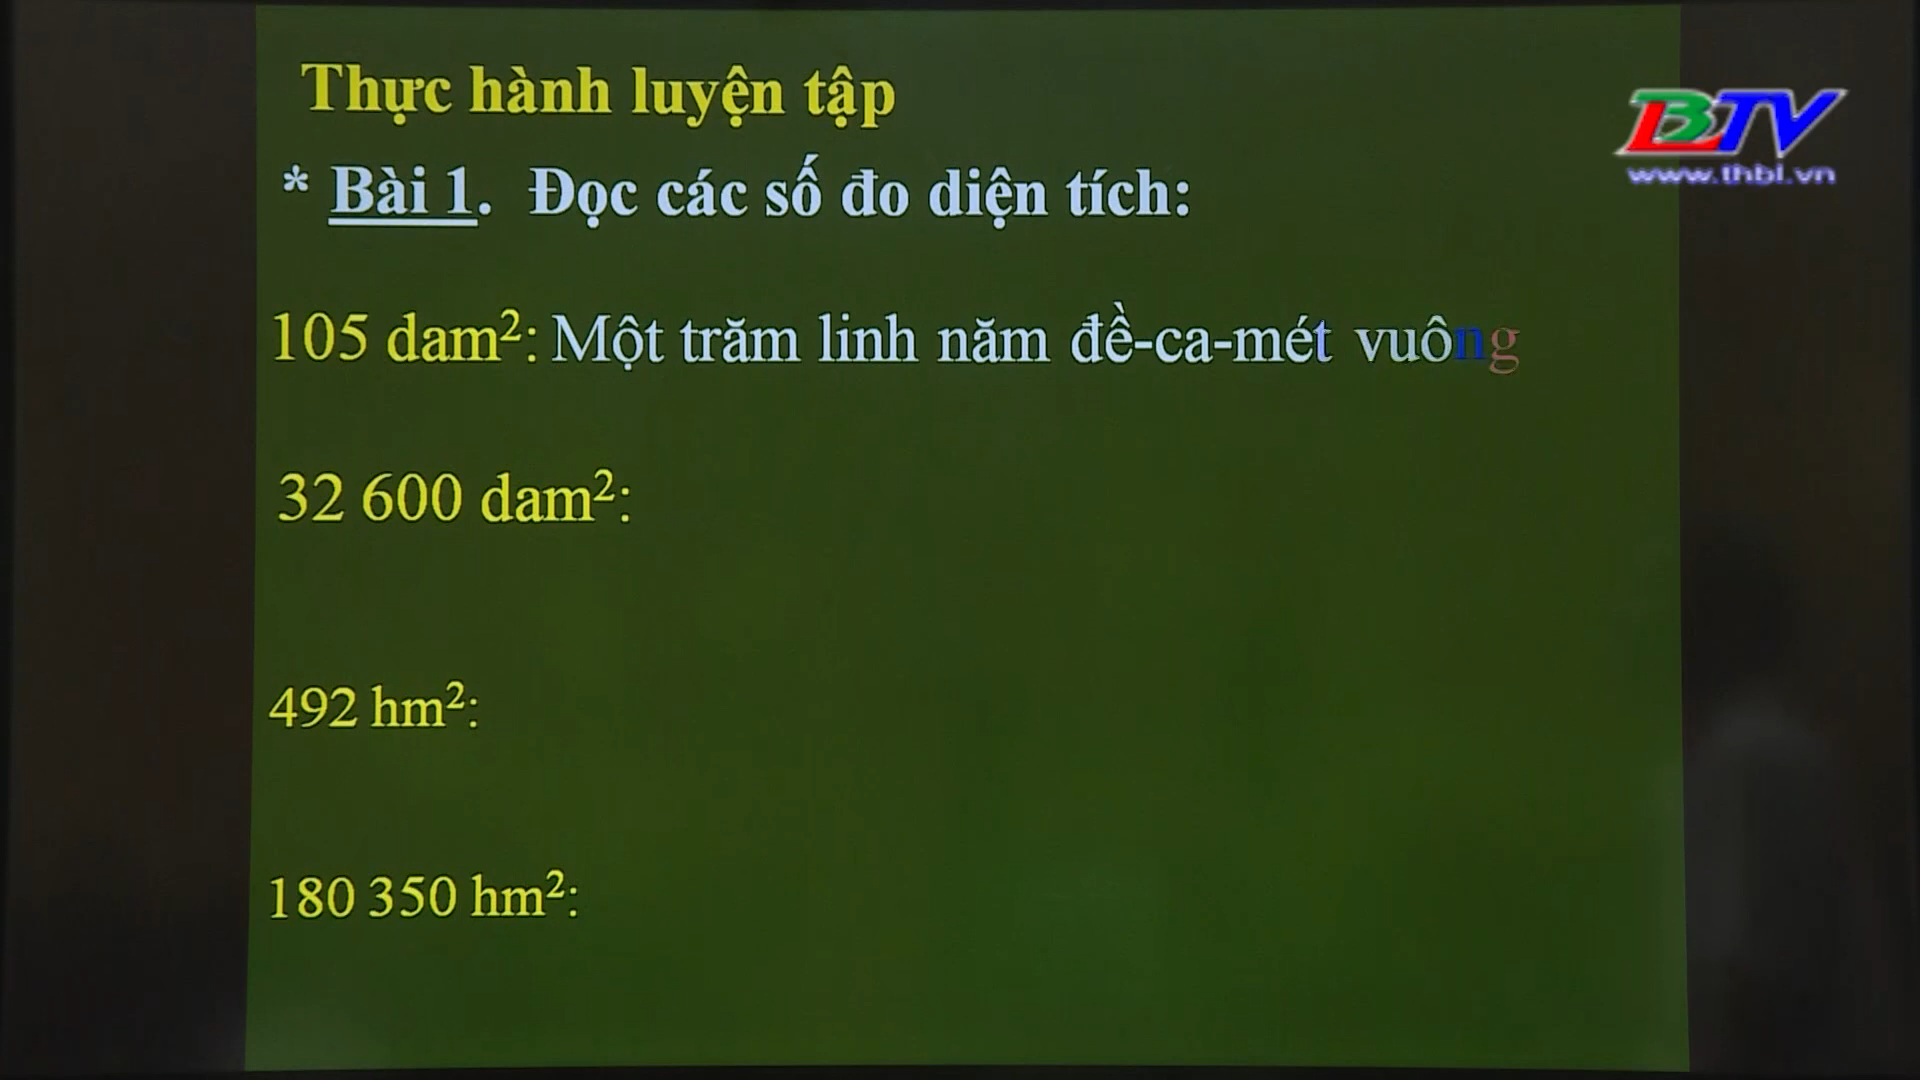 Thực hành luyện tập
* Bài 1. Đọc các số đo diện tích:
105 dam²: Một trăm linh năm đề-ca-mét vuông
32 600 dam²:
492 hm²:
180 350 hm²:
BTV
www.thbl.vn